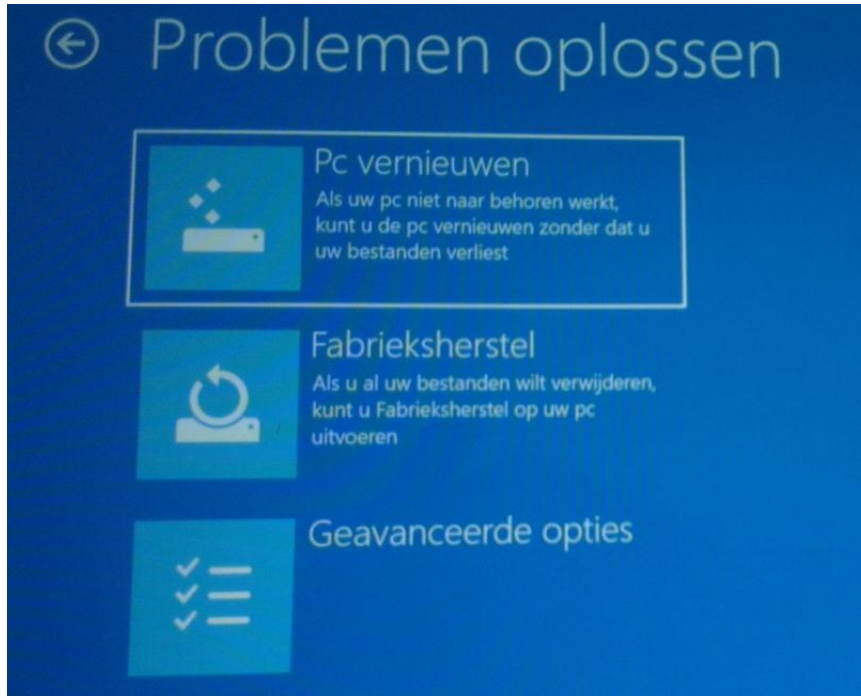 Problemen oplossen
Pc vernieuwen
Als uw pc niet naar behoren werkt,
kunt u de pc vernieuwen zonder dat u
uw bestanden verliest
Fabrieksherstel
Als u al uw bestanden wilt verwijderen,
kunt u Fabrieksherstel op uw pc
uitvoeren
Geavanceerde opties